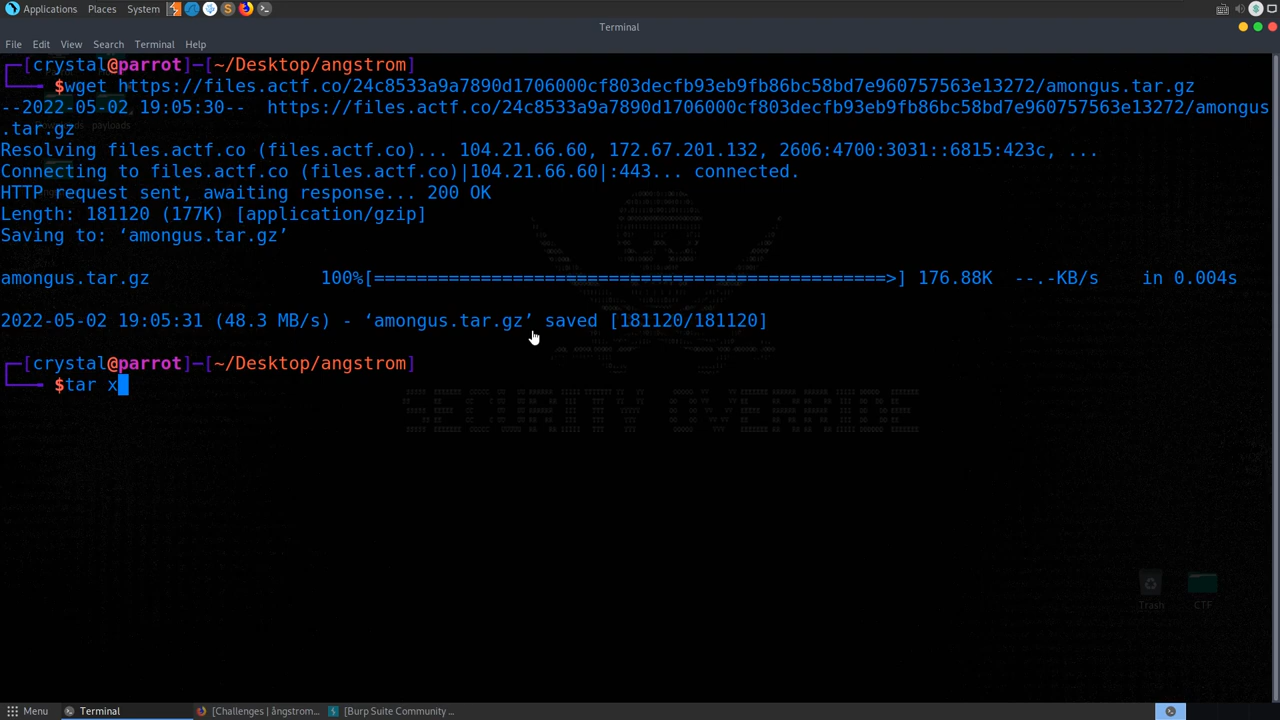 Applications Places System
Terminal
File Edit View Search Terminal Help
┌─[crystal@parrot]─[~/Desktop/angstrom]
└──╼ $wget https://files.actf.co/24c8533a9a7890d1706000cf803decfb93eb9fb86bc58bd7e960757563e13272/amongus.tar.gz
--2022-05-02 19:05:30-- https://files.actf.co/24c8533a9a7890d1706000cf803decfb93eb9fb86bc58bd7e960757563e13272/amongus
.tar.gz
payloads
Resolving files.actf.co (files.actf.co)... 104.21.66.60, 172.67.201.132, 2606:4700:3031::6815:423c, ...
Connecting to files.actf.co (files.actf.co)|104.21.66.60|:443... connected.
HTTP request sent, awaiting response... 200 OK
Length: 181120 (177K) [application/gzip]
Saving to: ‘amongus.tar.gz’
amongus.tar.gz 100%[================================================>] 176.88K --.-KB/s in 0.004s
2022-05-02 19:05:31 (48.3 MB/s) - ‘amongus.tar.gz’ saved [181120/181120]
┌─[crystal@parrot]─[~/Desktop/angstrom]
└──╼ $tar x
SECURITY OVERRIDE
Trash CTF
Menu Terminal [Challenges | ångstrom... [Burp Suite Community ...